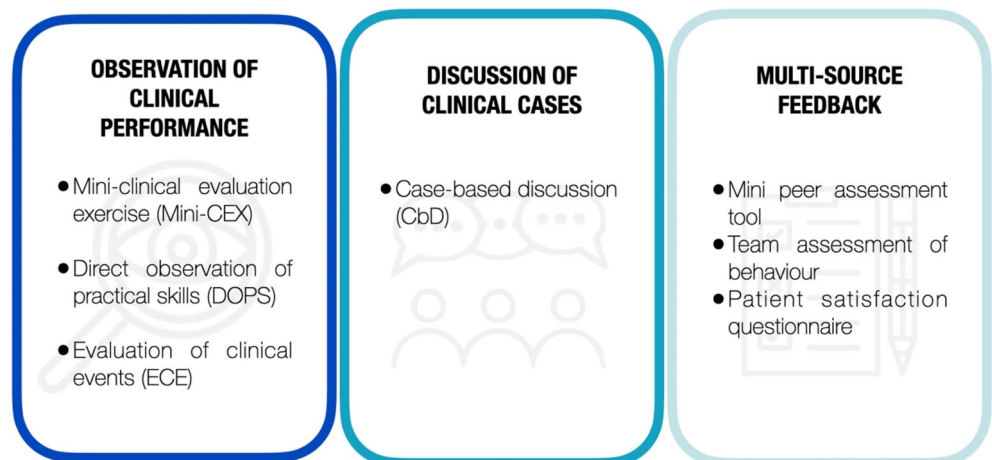 OBSERVATION OF
CLINICAL
PERFORMANCE
● Mini-clinical evaluation
exercise (Mini-CEX)
● Direct observation of
practical skills (DOPS)
● Evaluation of clinical
events (ECE)
DISCUSSION OF
CLINICAL CASES
● Case-based discussion
(CbD)
MULTI-SOURCE
FEEDBACK
● Mini peer assessment
tool
● Team assessment of
behaviour
● Patient satisfaction
questionnaire